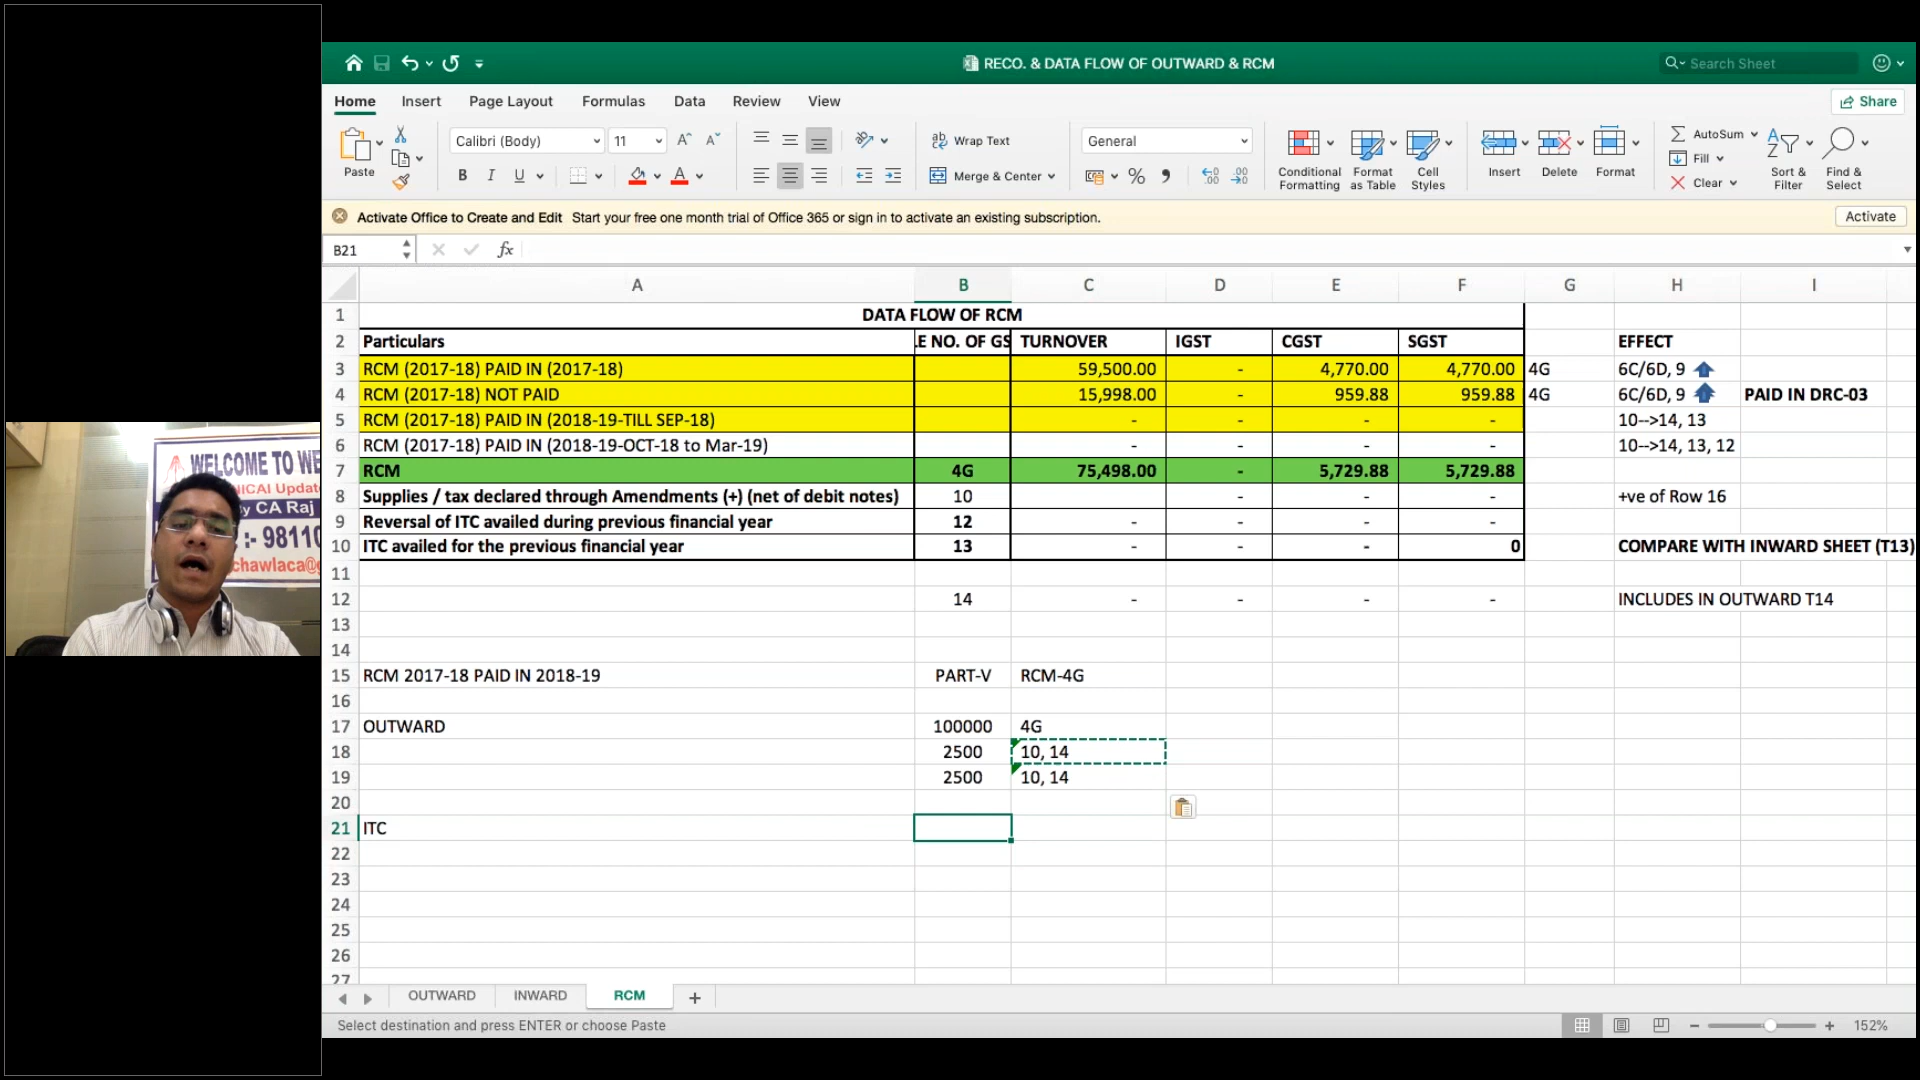 RECO. & DATA FLOW OF OUTWARD & RCM
Search Sheet
Home Insert Page Layout Formulas Data Review View
Share
Paste
Calibri (Body) 11
Wrap Text
Merge & Center
General
Conditional Formatting
Format as Table
Cell Styles
Insert
Delete
Format
AutoSum
Fill
Clear
Sort & Filter
Find & Select
Activate Office to Create and Edit Start your free one month trial of Office 365 or sign in to activate an existing subscription.
Activate
B21 fx
A B C D E F G H I
1 DATA FLOW OF RCM
2 Particulars .E NO. OF GS TURNOVER IGST CGST SGST EFFECT
3 RCM (2017-18) PAID IN (2017-18) 59,500.00 - 4,770.00 4,770.00 4G 6C/6D, 9
4 RCM (2017-18) NOT PAID 15,998.00 - 959.88 959.88 4G 6C/6D, 9 PAID IN DRC-03
5 RCM (2017-18) PAID IN (2018-19-TILL SEP-18) - - - - 10-->14, 13
6 RCM (2017-18) PAID IN (2018-19-OCT-18 to Mar-19) - - - - 10-->14, 13, 12
7 RCM 4G 75,498.00 - 5,729.88 5,729.88
8 Supplies / tax declared through Amendments (+) (net of debit notes) 10 - - - +ve of Row 16
9 Reversal of ITC availed during previous financial year 12 - - - -
10 ITC availed for the previous financial year 13 - - - 0 COMPARE WITH INWARD SHEET (T13)
11
12 14 - - - - INCLUDES IN OUTWARD T14
13
14
15 RCM 2017-18 PAID IN 2018-19 PART-V RCM-4G
16
17 OUTWARD 100000 4G
18 2500 10, 14
19 2500 10, 14
20
21 ITC
22
23
24
25
26
27
OUTWARD INWARD RCM
Select destination and press ENTER or choose Paste
152%
WELCOME TO WE
ICAI Updat
y CA Raj
:- 98110
chawlaca@g